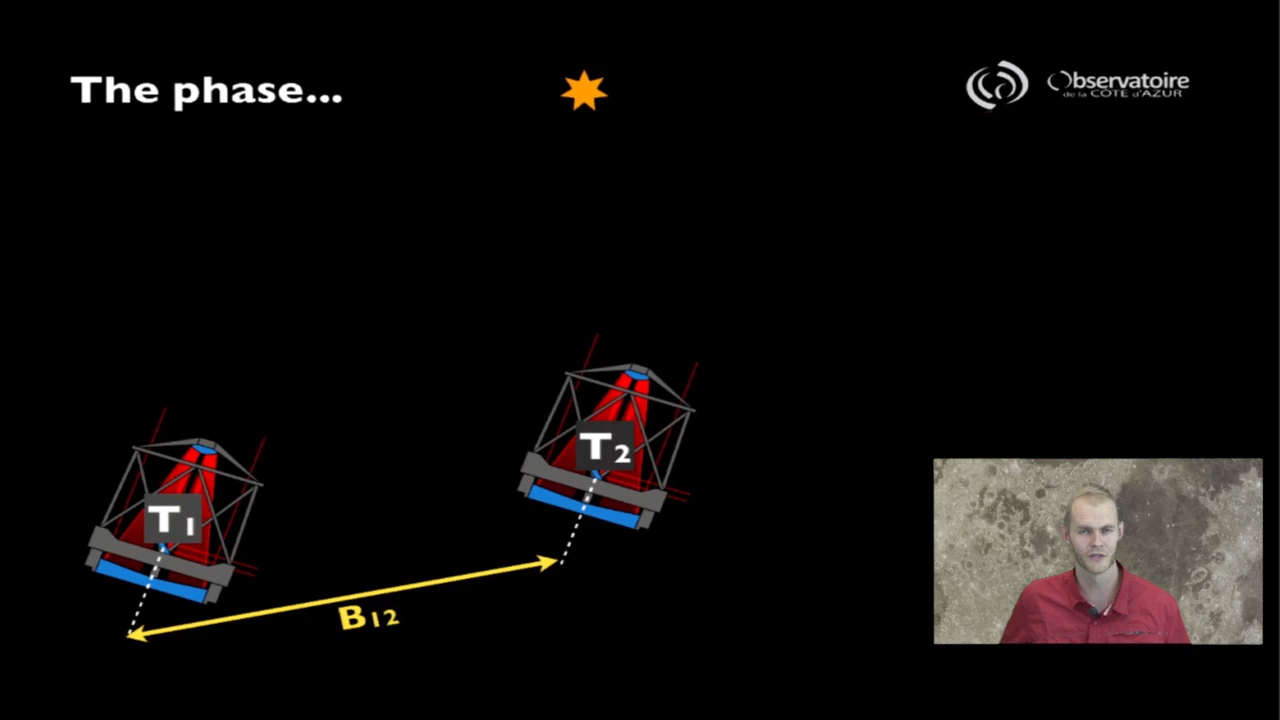 The phase...
Observatoire
de la CÔTE d'AZUR
T2
T1
B12